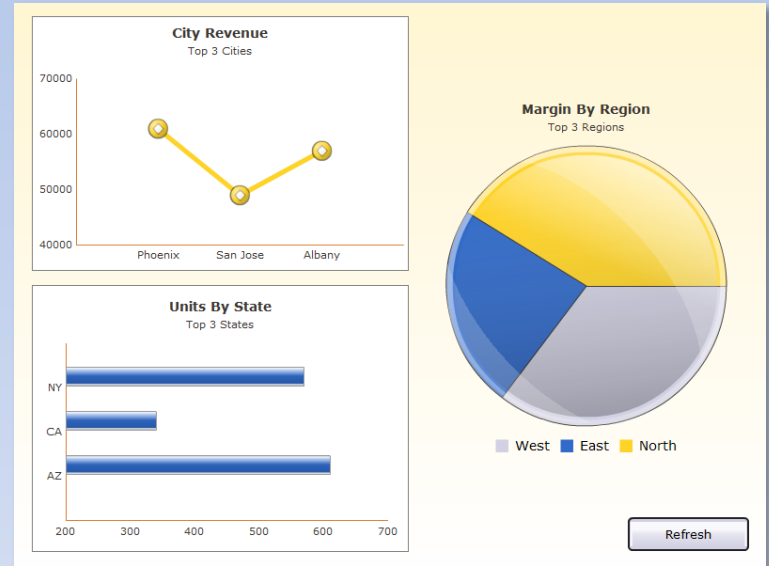 City Revenue
Top 3 Cities
70000
60000
50000
40000
Phoenix San Jose Albany
Units By State
Top 3 States
NY
CA
AZ
200 300 400 500 600 700
Margin By Region
Top 3 Regions
West East North
Refresh